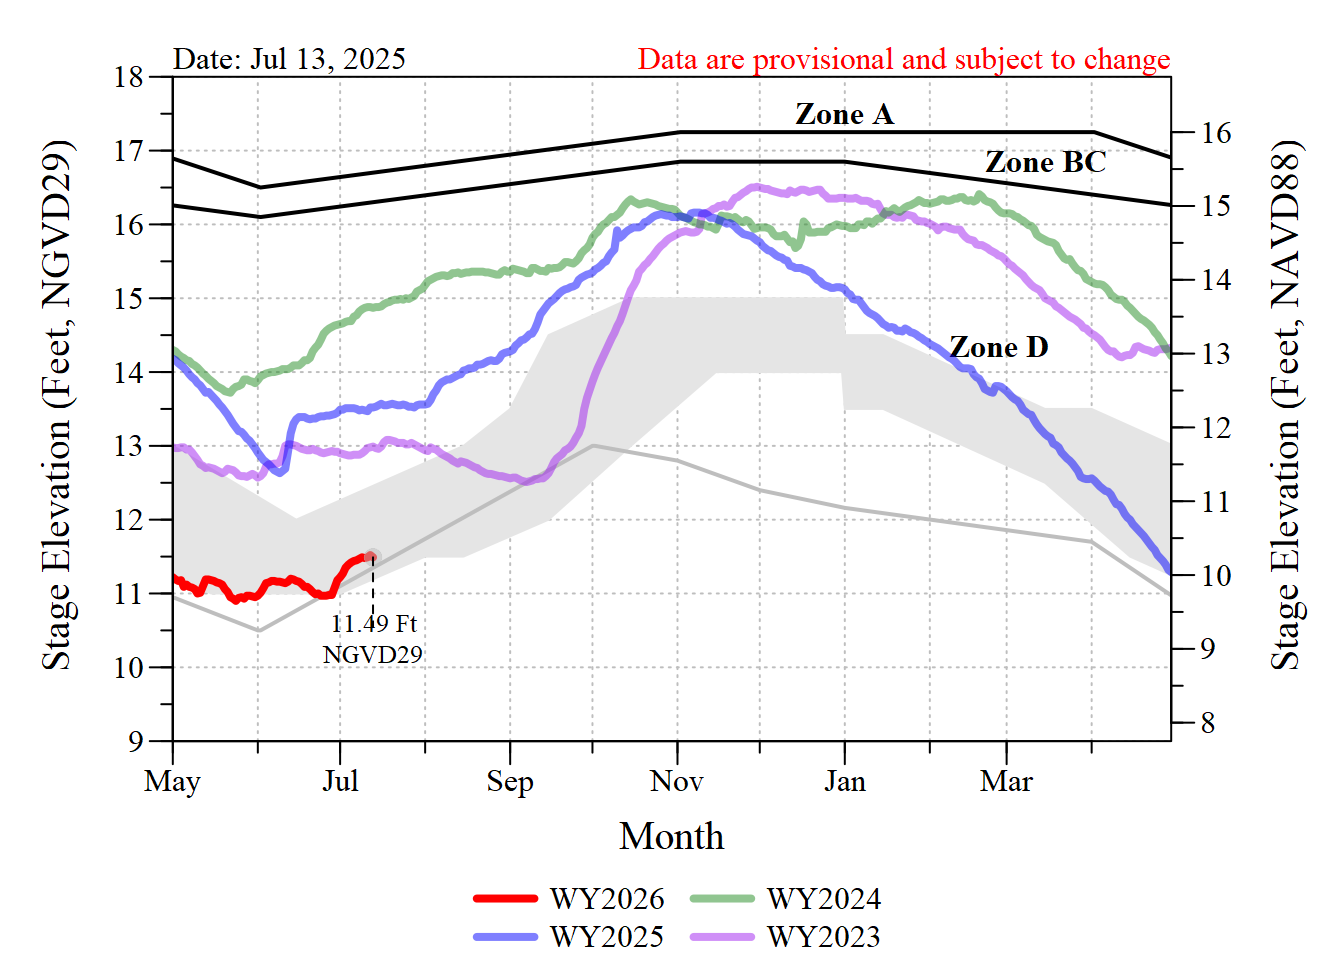 Date: Jul 13, 2025
Data are provisional and subject to change
18
17
16
15
14
13
12
11
10
9
Stage Elevation (Feet, NGVD29)
Zone A
Zone BC
Zone D
11.49 Ft
NGVD29
16
15
14
13
12
11
10
9
8
Stage Elevation (Feet, NAVD88)
May Jul Sep Nov Jan Mar
Month
WY2026 WY2024
WY2025 WY2023